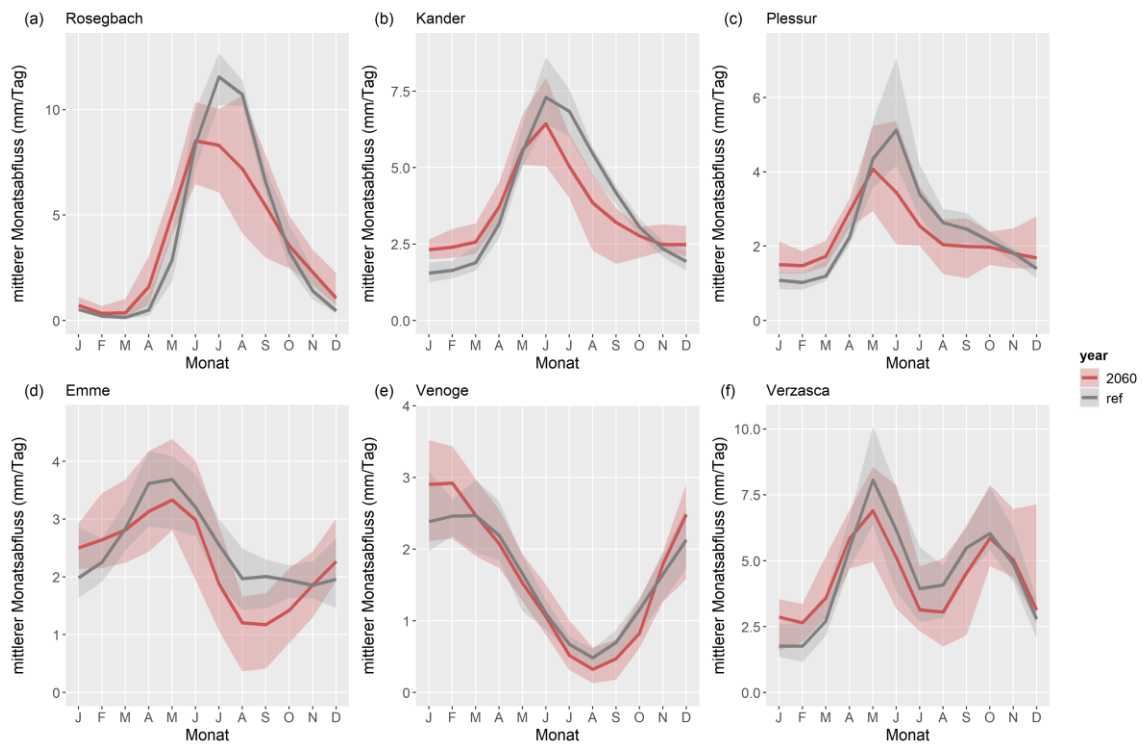 (a) Rosegbach
mittlerer Monatsabfluss (mm/Tag)
10
5
0
J F M A M J J A S O N D
Monat
(b) Kander
mittlerer Monatsabfluss (mm/Tag)
7.5
5.0
2.5
0.0
J F M A M J J A S O N D
Monat
(c) Plessur
mittlerer Monatsabfluss (mm/Tag)
6
4
2
0
J F M A M J J A S O N D
Monat
(d) Emme
mittlerer Monatsabfluss (mm/Tag)
4
3
2
1
0
J F M A M J J A S O N D
Monat
(e) Venoge
mittlerer Monatsabfluss (mm/Tag)
4
3
2
1
0
J F M A M J J A S O N D
Monat
(f) Verzasca
mittlerer Monatsabfluss (mm/Tag)
10.0
7.5
5.0
2.5
0.0
J F M A M J J A S O N D
Monat
year
2060
ref